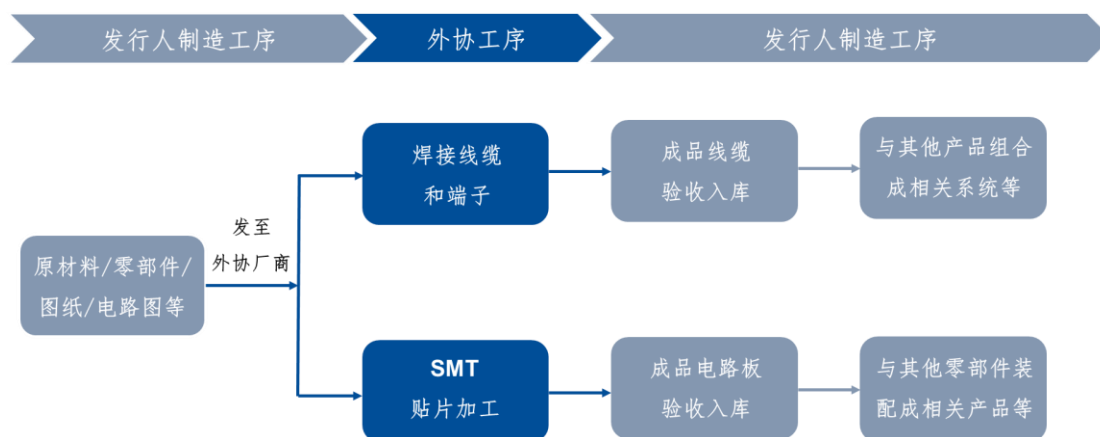 发行人制造工序
外协工序
发行人制造工序
焊接线缆
和端子
成品线缆
验收入库
与其他产品组合
成相关系统等
发至
外协厂商
原材料/零部件/
图纸/电路图等
SMT
贴片加工
成品电路板
验收入库
与其他零部件装
配成相关产品等